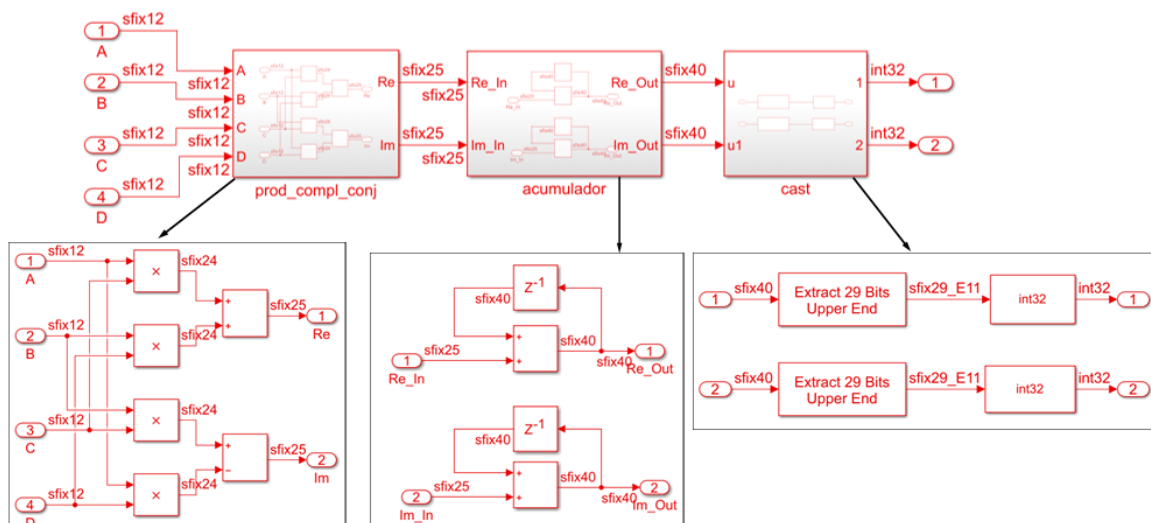 1
sfix12
A
2
sfix12
B
sfix12
3
sfix12
C
sfix12
4
sfix12
D
sfix12
sfix12
A
B
C
D
Re
Im
prod_compl_conj
sfix25
sfix25
sfix25
sfix25
Re_In
Im_In
Re_Out
Im_Out
acumulador
sfix40
sfix40
u
u1
1
2
cast
int32
1
int32
2
1
sfix12
A
2
sfix12
B
3
sfix12
C
4
sfix12
D
×
sfix24
×
sfix24
×
sfix24
×
sfix24
+
+
sfix25
1
Re
+
−
sfix25
2
Im
Z-1
sfix40
1
Re_In
sfix25
+
+
sfix40
sfix40
1
Re_Out
Z-1
sfix40
2
Im_In
sfix25
+
+
sfix40
sfix40
2
Im_Out
1
sfix40
Extract 29 Bits
Upper End
sfix29_E11
int32
int32
1
2
sfix40
Extract 29 Bits
Upper End
sfix29_E11
int32
int32
2